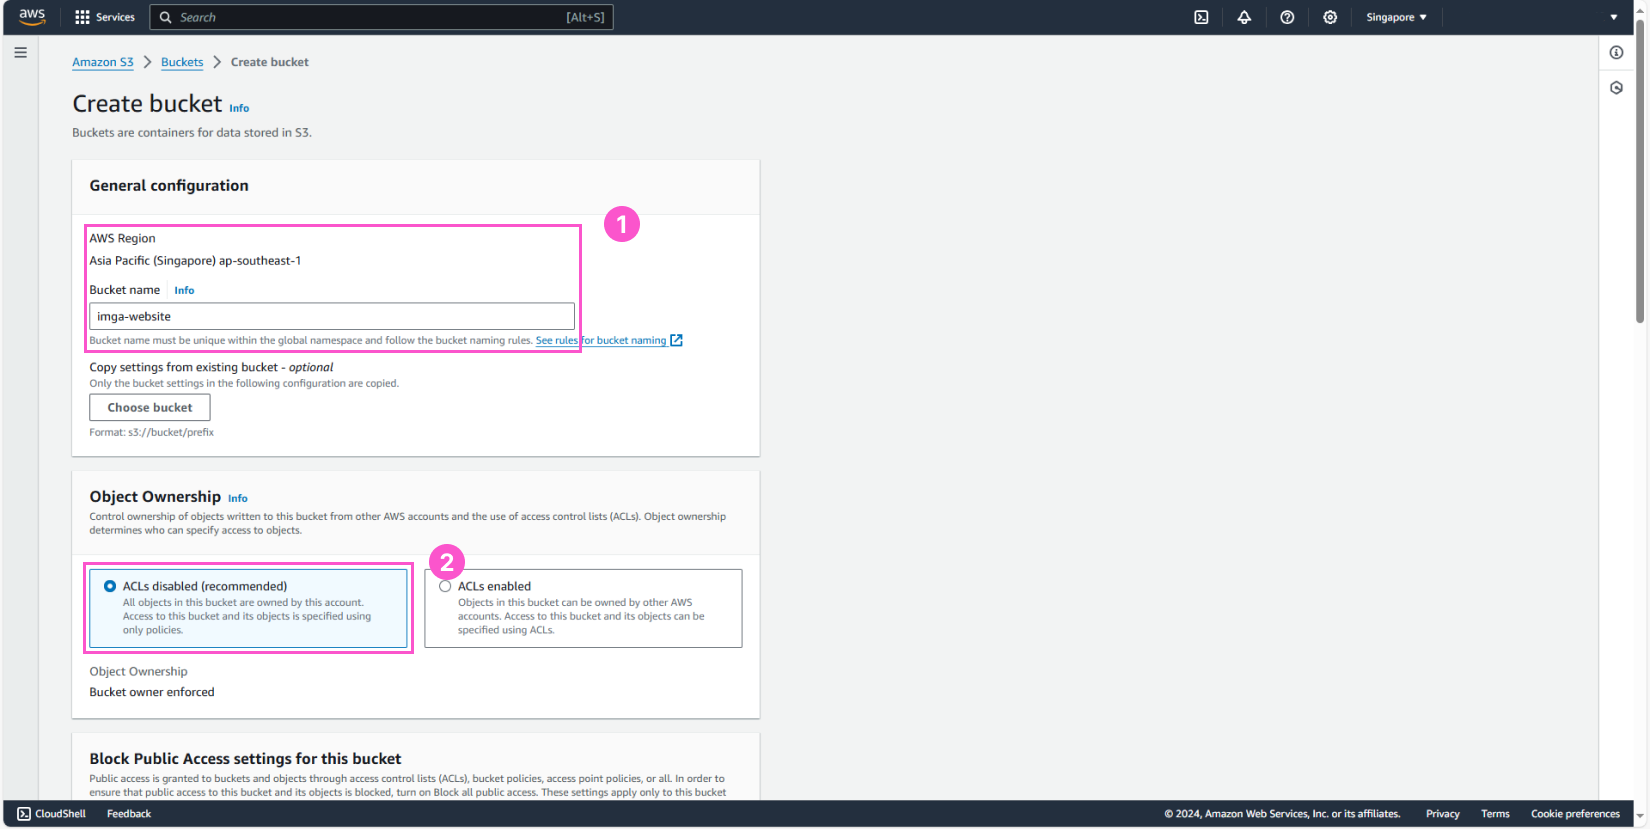 aws
Services
Search
[Alt+S]
Singapore
Amazon S3 > Buckets > Create bucket
Create bucket Info
Buckets are containers for data stored in S3.
General configuration
1
AWS Region
Asia Pacific (Singapore) ap-southeast-1
Bucket name Info
imga-website
Bucket name must be unique within the global namespace and follow the bucket naming rules. See rules for bucket naming
Copy settings from existing bucket - optional
Only the bucket settings in the following configuration are copied.
Choose bucket
Format: s3://bucket/prefix
Object Ownership Info
Control ownership of objects written to this bucket from other AWS accounts and the use of access control lists (ACLs). Object ownership
determines who can specify access to objects.
2
ACLs disabled (recommended)
All objects in this bucket are owned by this account.
Access to this bucket and its objects is specified using
only policies.
ACLs enabled
Objects in this bucket can be owned by other AWS
accounts. Access to this bucket and its objects can be
specified using ACLs.
Object Ownership
Bucket owner enforced
Block Public Access settings for this bucket
Public access is granted to buckets and objects through access control lists (ACLs), bucket policies, access point policies, or all. In order to
ensure that public access to this bucket and its objects is blocked, turn on Block all public access. These settings apply only to this bucket
CloudShell
Feedback
© 2024, Amazon Web Services, Inc. or its affiliates.
Privacy
Terms
Cookie preferences